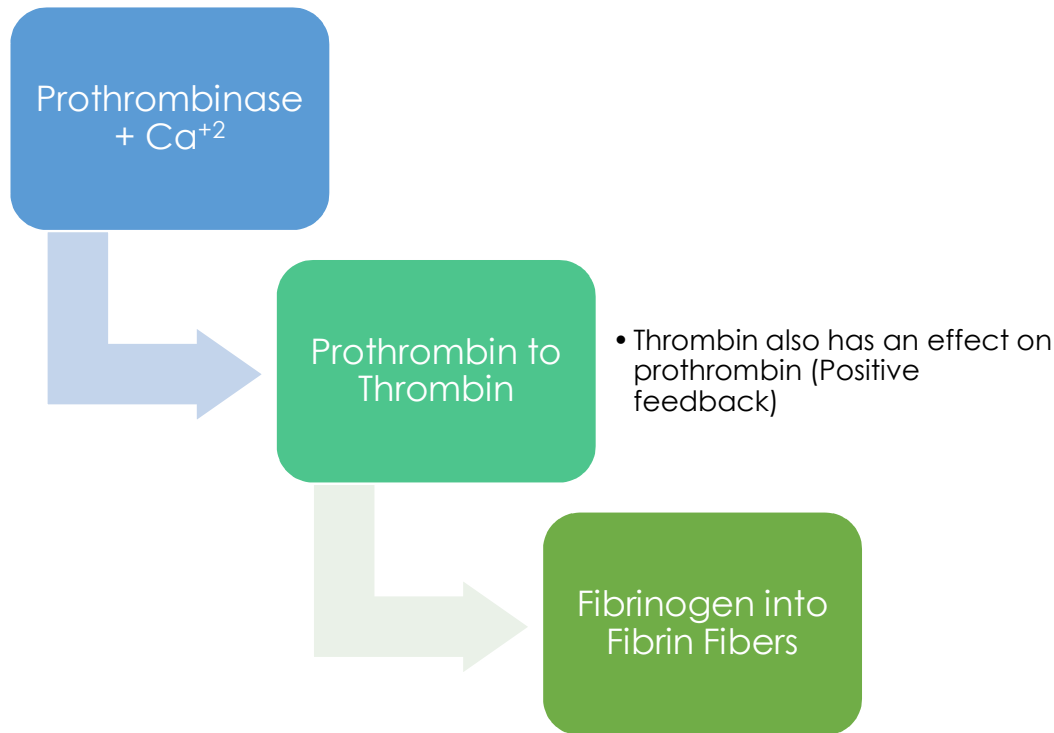 Prothrombinase
+ Ca⁺²
Prothrombin to
Thrombin
• Thrombin also has an effect on
prothrombin (Positive
feedback)
Fibrinogen into
Fibrin Fibers